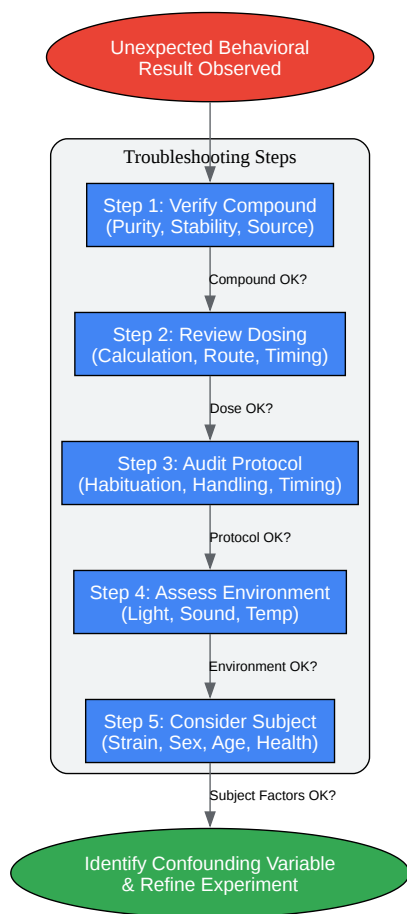 Unexpected Behavioral
Result Observed
Troubleshooting Steps
Step 1: Verify Compound
(Purity, Stability, Source)
Compound OK?
Step 2: Review Dosing
(Calculation, Route, Timing)
Dose OK?
Step 3: Audit Protocol
(Habituation, Handling, Timing)
Protocol OK?
Step 4: Assess Environment
(Light, Sound, Temp)
Environment OK?
Step 5: Consider Subject
(Strain, Sex, Age, Health)
Subject Factors OK?
Identify Confounding Variable
& Refine Experiment